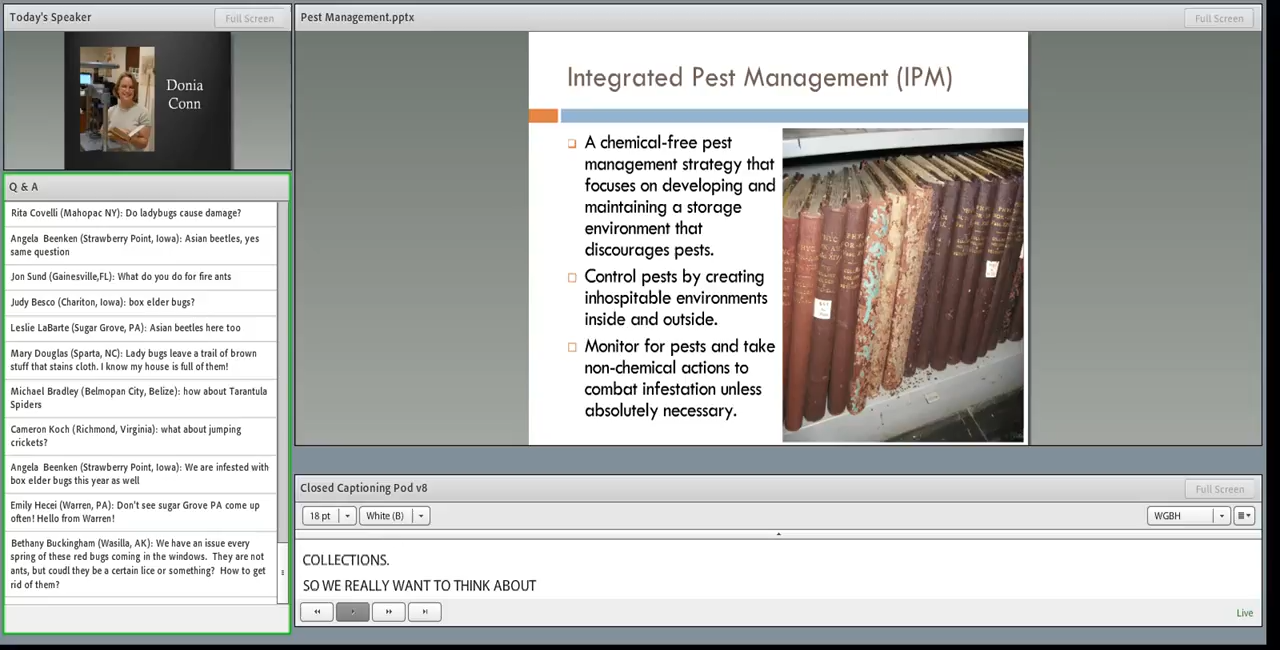 Today's Speaker
Full Screen
Donia
Conn
Q & A
Rita Covelli (Mahopac NY): Do ladybugs cause damage?
Angela Beenken (Strawberry Point, Iowa): Asian beetles, yes
same question
Jon Sund (Gainesville,FL): What do you do for fire ants
Judy Besco (Chariton, Iowa): box elder bugs?
Leslie LaBarte (Sugar Grove, PA): Asian beetles here too
Mary Douglas (Sparta, NC): Lady bugs leave a trail of brown
stuff that stains cloth. I know my house is full of them!
Michael Bradley (Belmopan City, Belize): how about Tarantula
Spiders
Cameron Koch (Richmond, Virginia): what about jumping
crickets?
Angela Beenken (Strawberry Point, Iowa): We are infested with
box elder bugs this year as well
Emily Hecei (Warren, PA): Don't see sugar Grove PA come up
often! Hello from Warren!
Bethany Buckingham (Wasilla, AK): We have an issue every
spring of these red bugs coming in the windows. They are not
ants, but coudl they be a certain lice or something? How to get
rid of them?
Pest Management.pptx
Full Screen
Integrated Pest Management (IPM)
A chemical-free pest
management strategy that
focuses on developing and
maintaining a storage
environment that
discourages pests.
Control pests by creating
inhospitable environments
inside and outside.
Monitor for pests and take
non-chemical actions to
combat infestation unless
absolutely necessary.
Closed Captioning Pod v8
Full Screen
18 pt
White (B)
WGBH
COLLECTIONS.
SO WE REALLY WANT TO THINK ABOUT
Live